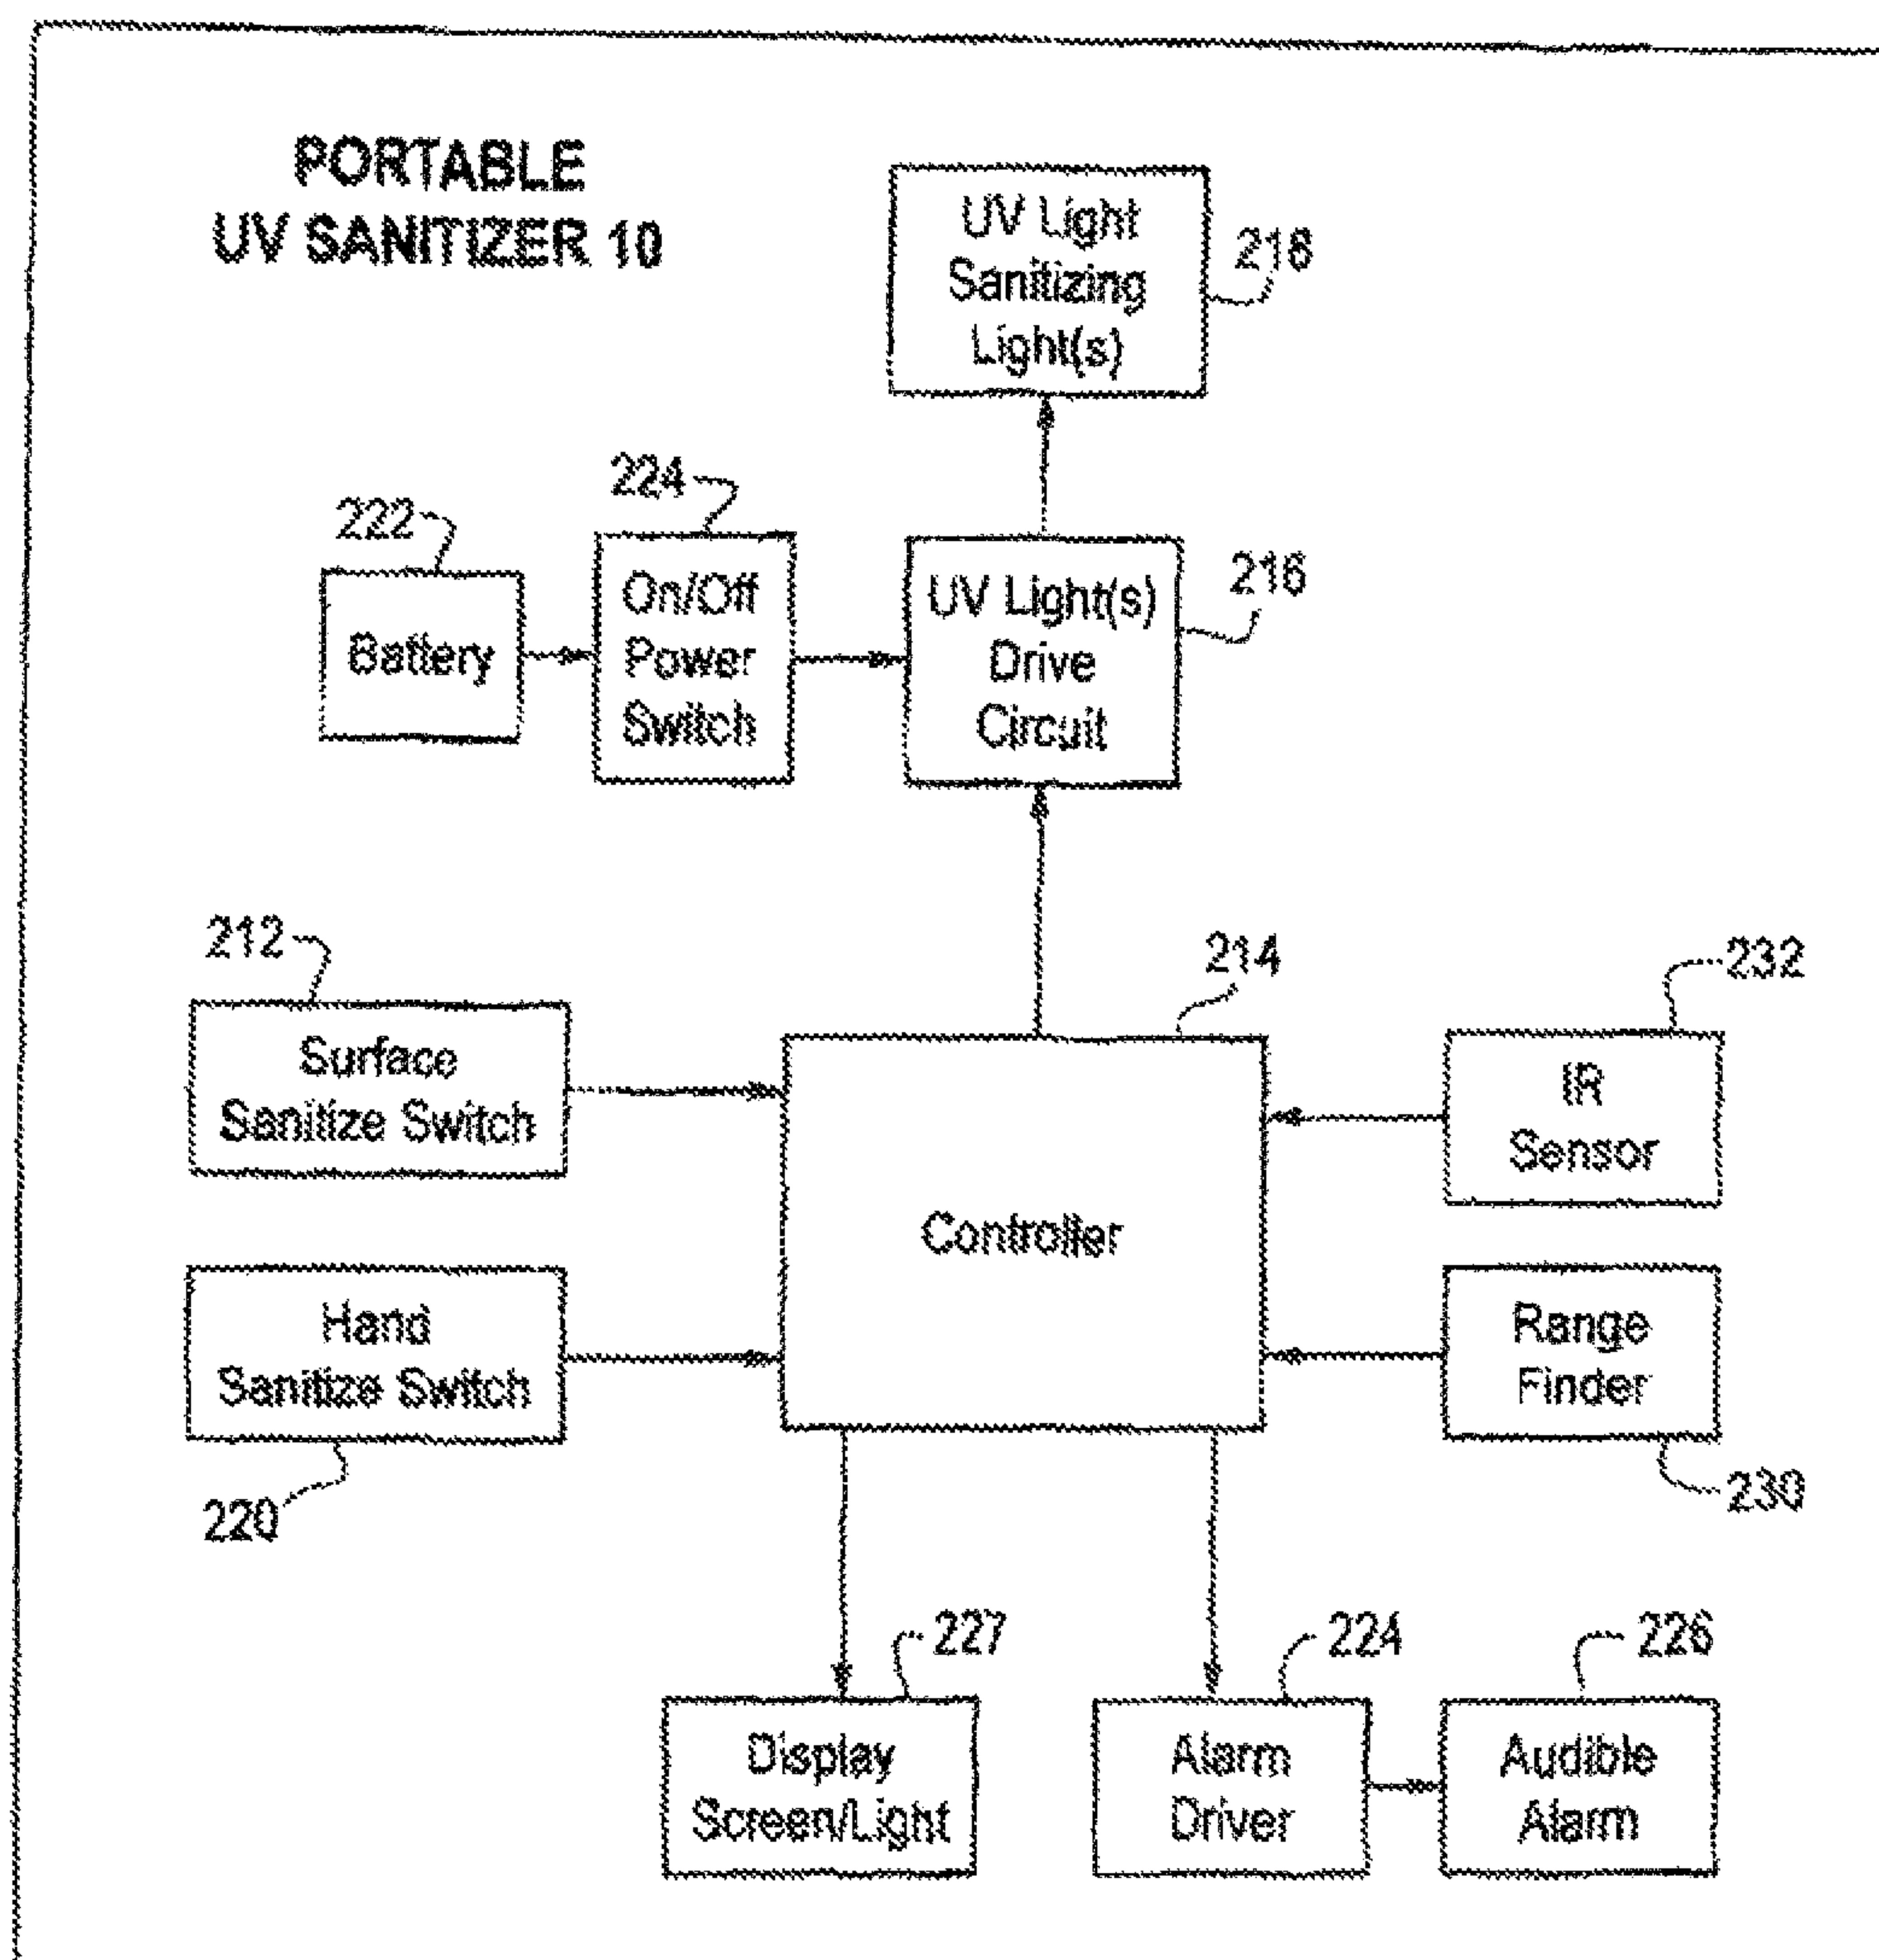 PORTABLE
UV SANITIZER 10
UV Light
Sanitizing
Light(s)
218
224
222
On/Off
Power
Switch
Battery
UV Light(s)
Drive
Circuit
216
212
214
232
Surface
Sanitize Switch
IR
Sensor
Controller
Hand
Sanitize Switch
Range
Finder
220
230
227
224
226
Display
Screen/Light
Alarm
Driver
Audible
Alarm